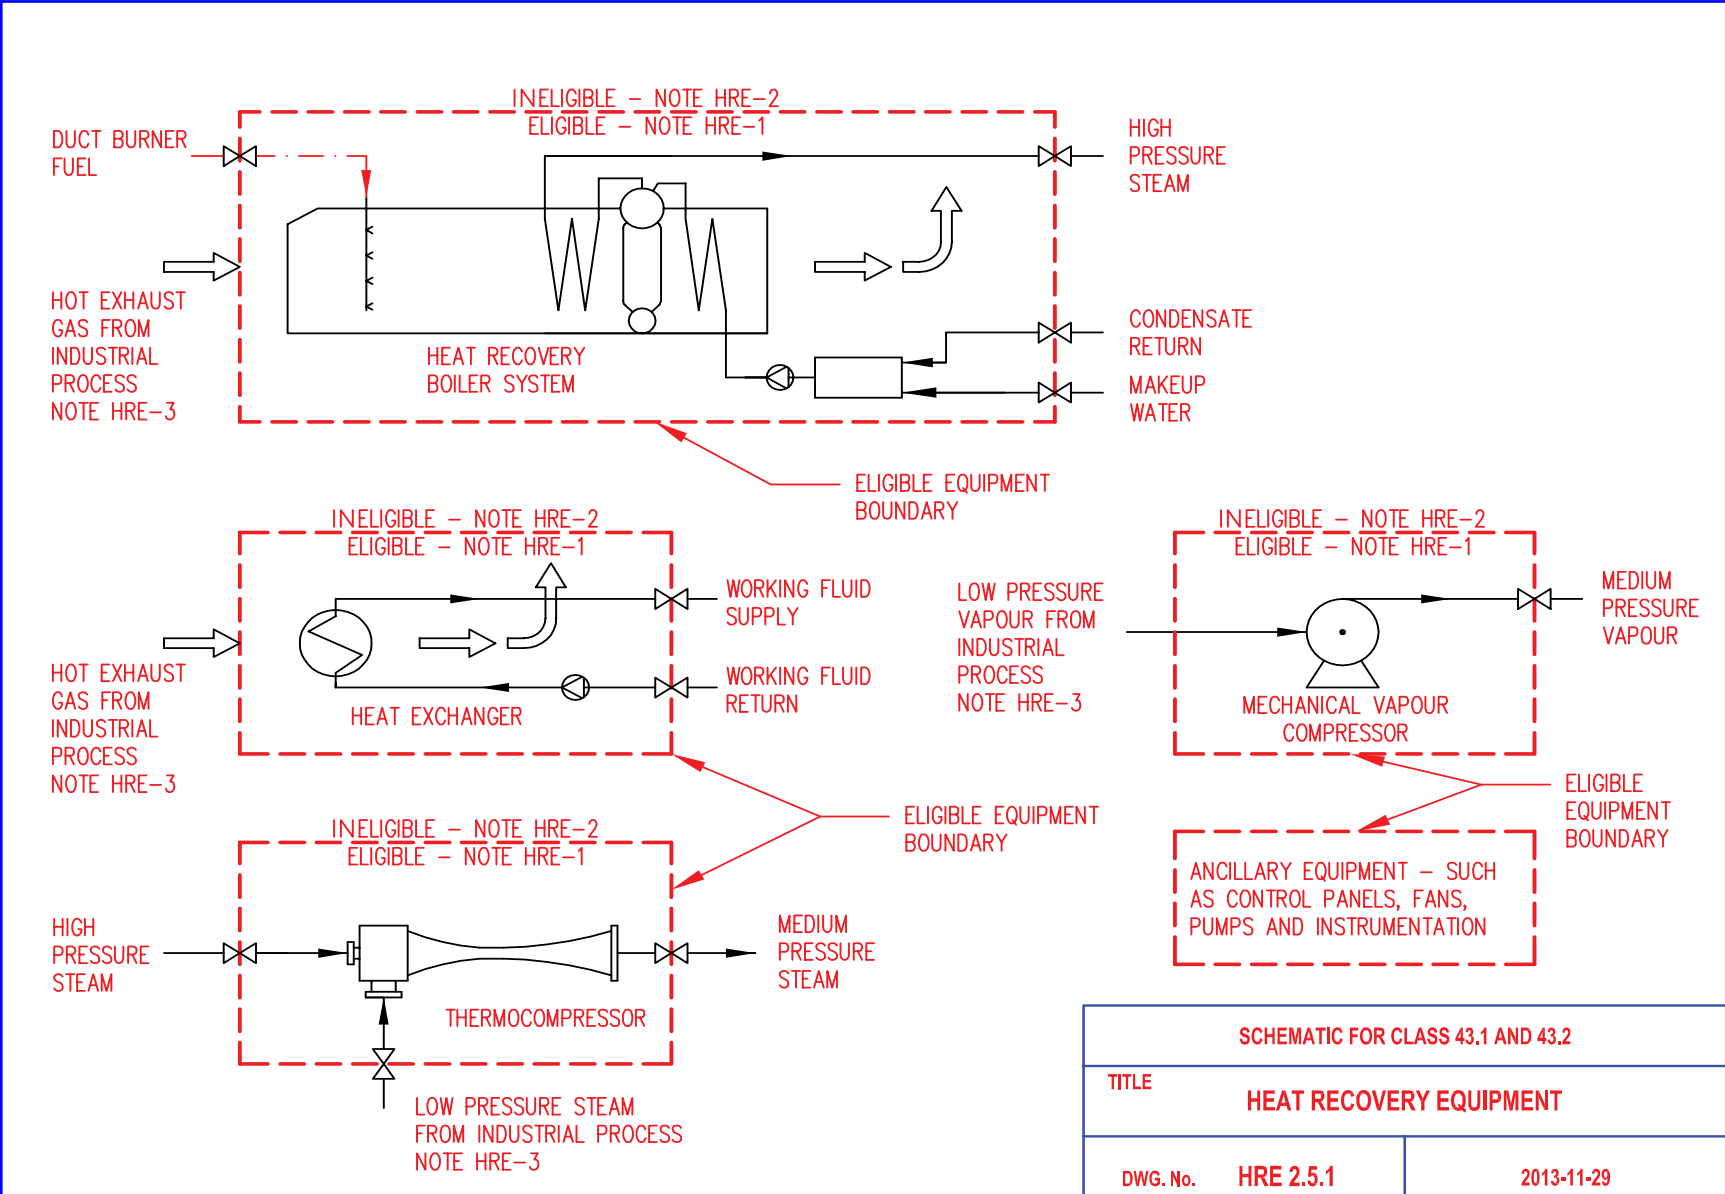 INELIGIBLE – NOTE HRE–2
ELIGIBLE – NOTE HRE–1
DUCT BURNER
FUEL
HIGH
PRESSURE
STEAM
HOT EXHAUST
GAS FROM
INDUSTRIAL
PROCESS
NOTE HRE–3
HEAT RECOVERY
BOILER SYSTEM
CONDENSATE
RETURN
MAKEUP
WATER
ELIGIBLE EQUIPMENT
BOUNDARY
INELIGIBLE – NOTE HRE–2
ELIGIBLE – NOTE HRE–1
WORKING FLUID
SUPPLY
HOT EXHAUST
GAS FROM
INDUSTRIAL
PROCESS
NOTE HRE–3
WORKING FLUID
RETURN
HEAT EXCHANGER
INELIGIBLE – NOTE HRE–2
ELIGIBLE – NOTE HRE–1
LOW PRESSURE
VAPOUR FROM
INDUSTRIAL
PROCESS
NOTE HRE–3
MEDIUM
PRESSURE
VAPOUR
MECHANICAL VAPOUR
COMPRESSOR
ELIGIBLE EQUIPMENT
BOUNDARY
ELIGIBLE
EQUIPMENT
BOUNDARY
INELIGIBLE – NOTE HRE–2
ELIGIBLE – NOTE HRE–1
HIGH
PRESSURE
STEAM
MEDIUM
PRESSURE
STEAM
THERMOCOMPRESSOR
LOW PRESSURE STEAM
FROM INDUSTRIAL PROCESS
NOTE HRE–3
ANCILLARY EQUIPMENT – SUCH
AS CONTROL PANELS, FANS,
PUMPS AND INSTRUMENTATION
SCHEMATIC FOR CLASS 43.1 AND 43.2
TITLE
HEAT RECOVERY EQUIPMENT
DWG. No. HRE 2.5.1
2013-11-29